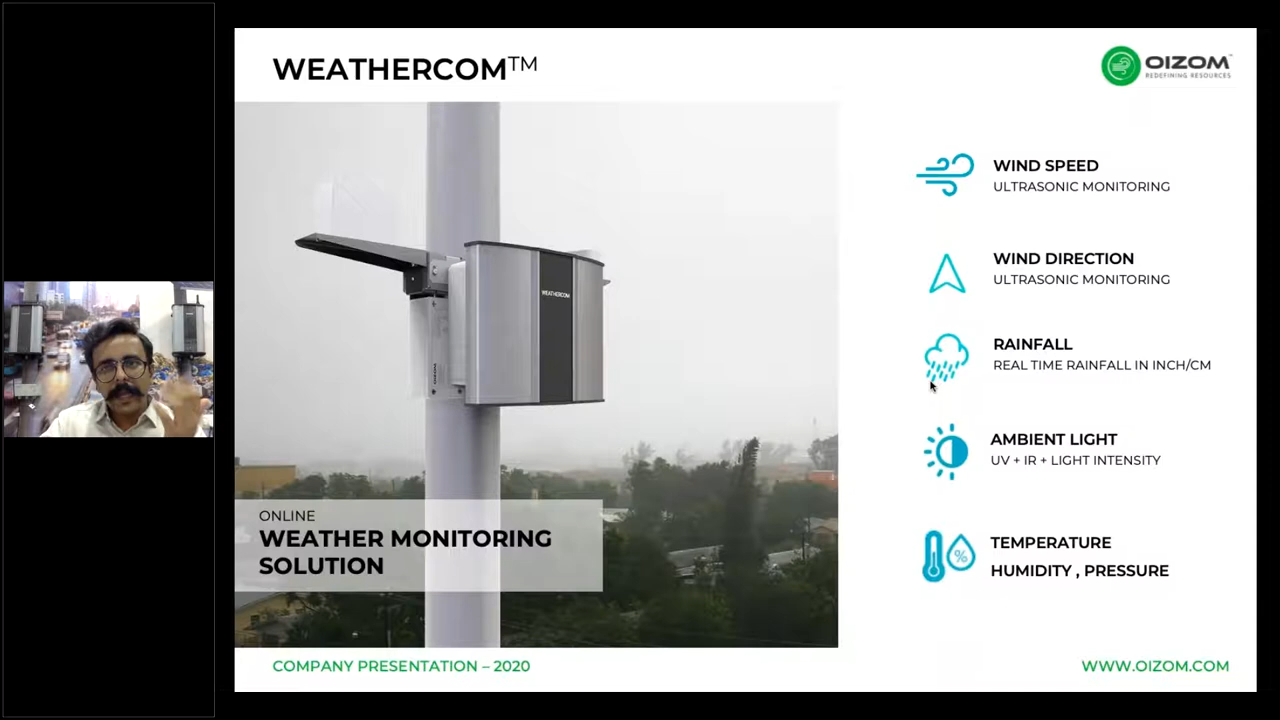 WEATHERCOM™
OIZOM™
REDEFINING RESOURCES
WEATHERCOM
ONLINE
WEATHER MONITORING
SOLUTION
WIND SPEED
ULTRASONIC MONITORING
WIND DIRECTION
ULTRASONIC MONITORING
RAINFALL
REAL TIME RAINFALL IN INCH/CM
AMBIENT LIGHT
UV + IR + LIGHT INTENSITY
%
TEMPERATURE
HUMIDITY , PRESSURE
COMPANY PRESENTATION – 2020
WWW.OIZOM.COM